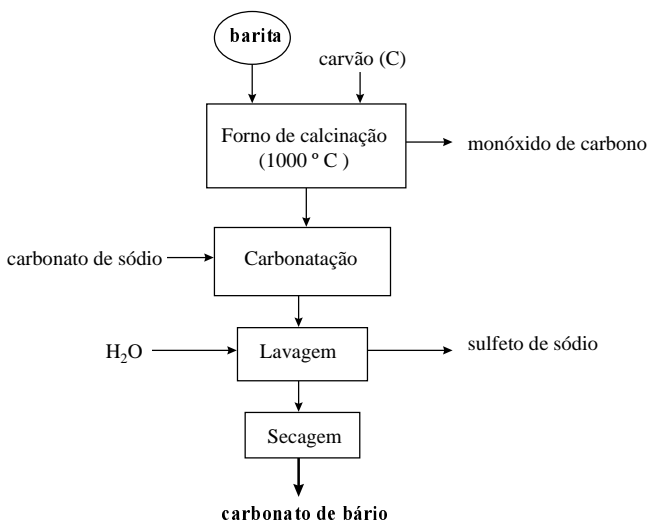 barita
carvão (C)
Forno de calcinação
(1000 º C )
monóxido de carbono
carbonato de sódio
Carbonatação
H₂O
Lavagem
sulfeto de sódio
Secagem
carbonato de bário